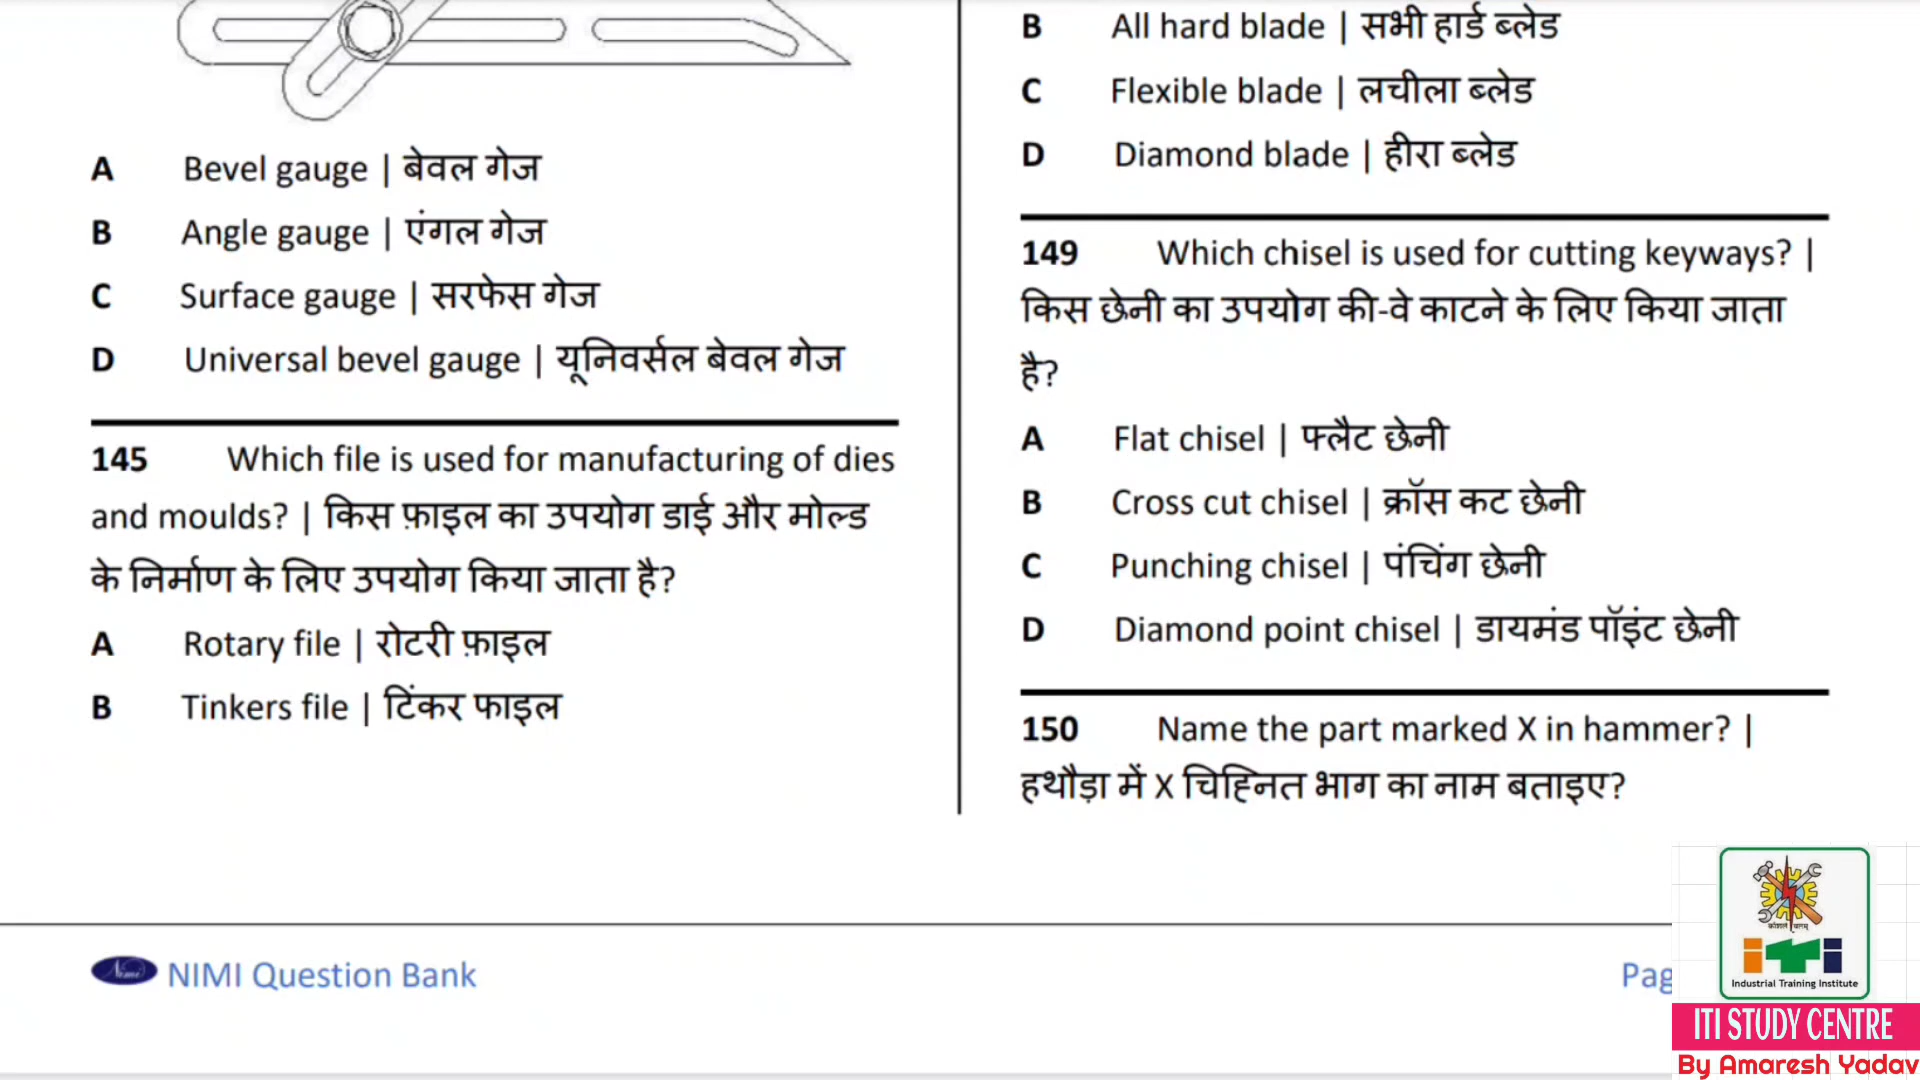 A Bevel gauge | बेवल गेज
B Angle gauge | एंगल गेज
C Surface gauge | सरफेस गेज
D Universal bevel gauge | यूनिवर्सल बेवल गेज
145 Which file is used for manufacturing of dies
and moulds? | किस फ़ाइल का उपयोग डाई और मोल्ड
के निर्माण के लिए उपयोग किया जाता है?
A Rotary file | रोटरी फ़ाइल
B Tinkers file | टिंकर फाइल
B All hard blade | सभी हार्ड ब्लेड
C Flexible blade | लचीला ब्लेड
D Diamond blade | हीरा ब्लेड
149 Which chisel is used for cutting keyways? |
किस छेनी का उपयोग की-वे काटने के लिए किया जाता
है?
A Flat chisel | फ्लैट छेनी
B Cross cut chisel | क्रॉस कट छेनी
C Punching chisel | पंचिंग छेनी
D Diamond point chisel | डायमंड पॉइंट छेनी
150 Name the part marked X in hammer? |
हथौड़ा में X चिह्नित भाग का नाम बताइए?
Nimi NIMI Question Bank
Pag
Industrial Training Institute
ITI STUDY CENTRE
By Amaresh Yadav